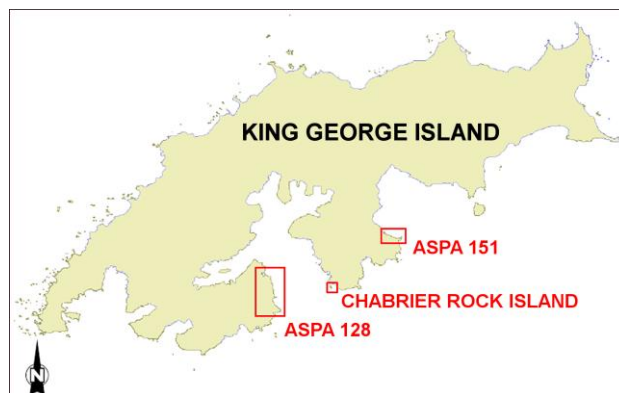 KING GEORGE ISLAND
ASPA 151
CHABRIER ROCK ISLAND
ASPA 128
N